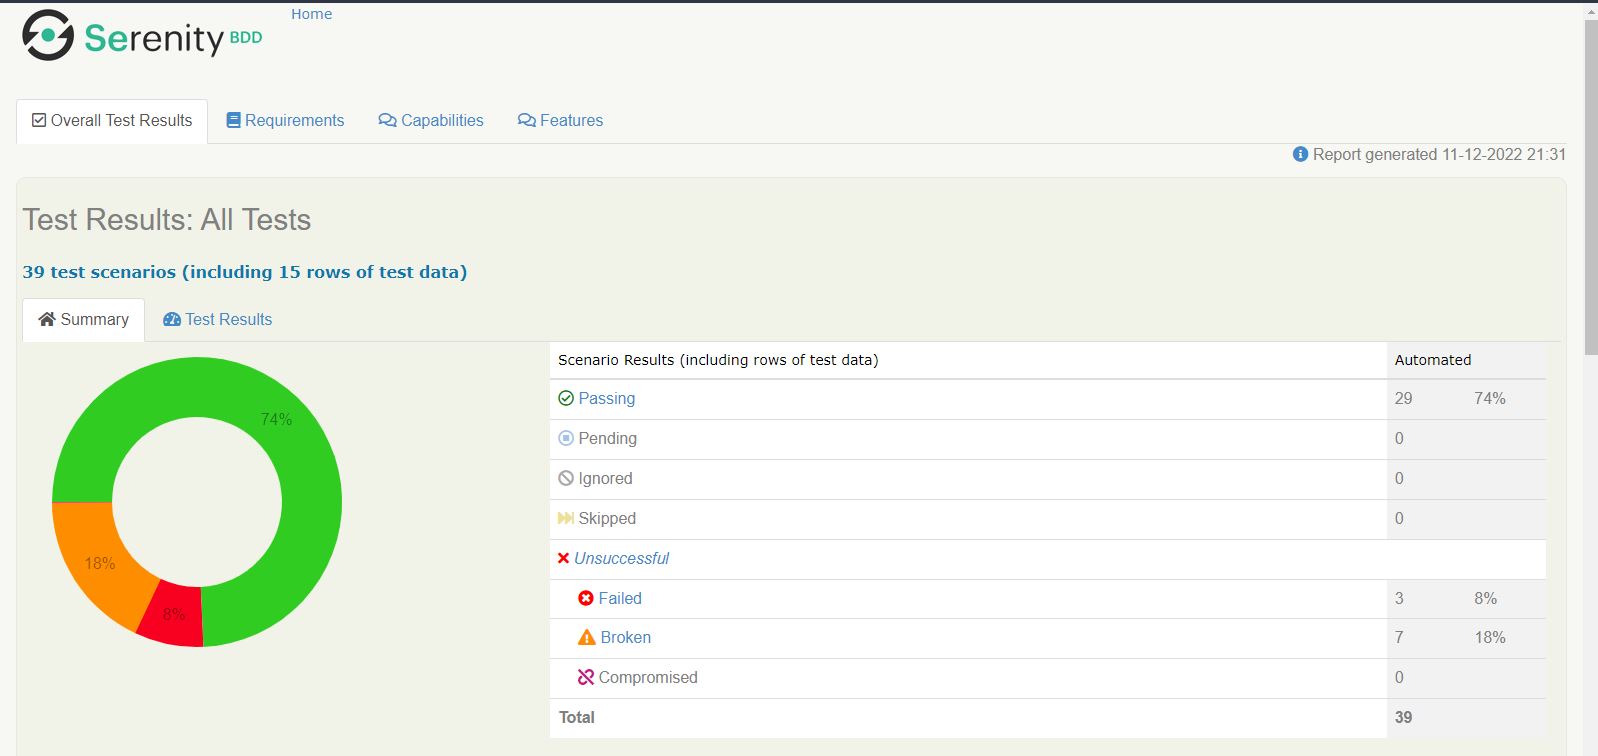 Home
Serenity BDD
Overall Test Results Requirements Capabilities Features
Report generated 11-12-2022 21:31
Test Results: All Tests
39 test scenarios (including 15 rows of test data)
Summary Test Results
74%
18%
8%
Scenario Results (including rows of test data) Automated
Passing 29 74%
Pending 0
Ignored 0
Skipped 0
Unsuccessful
Failed 3 8%
Broken 7 18%
Compromised 0
Total 39